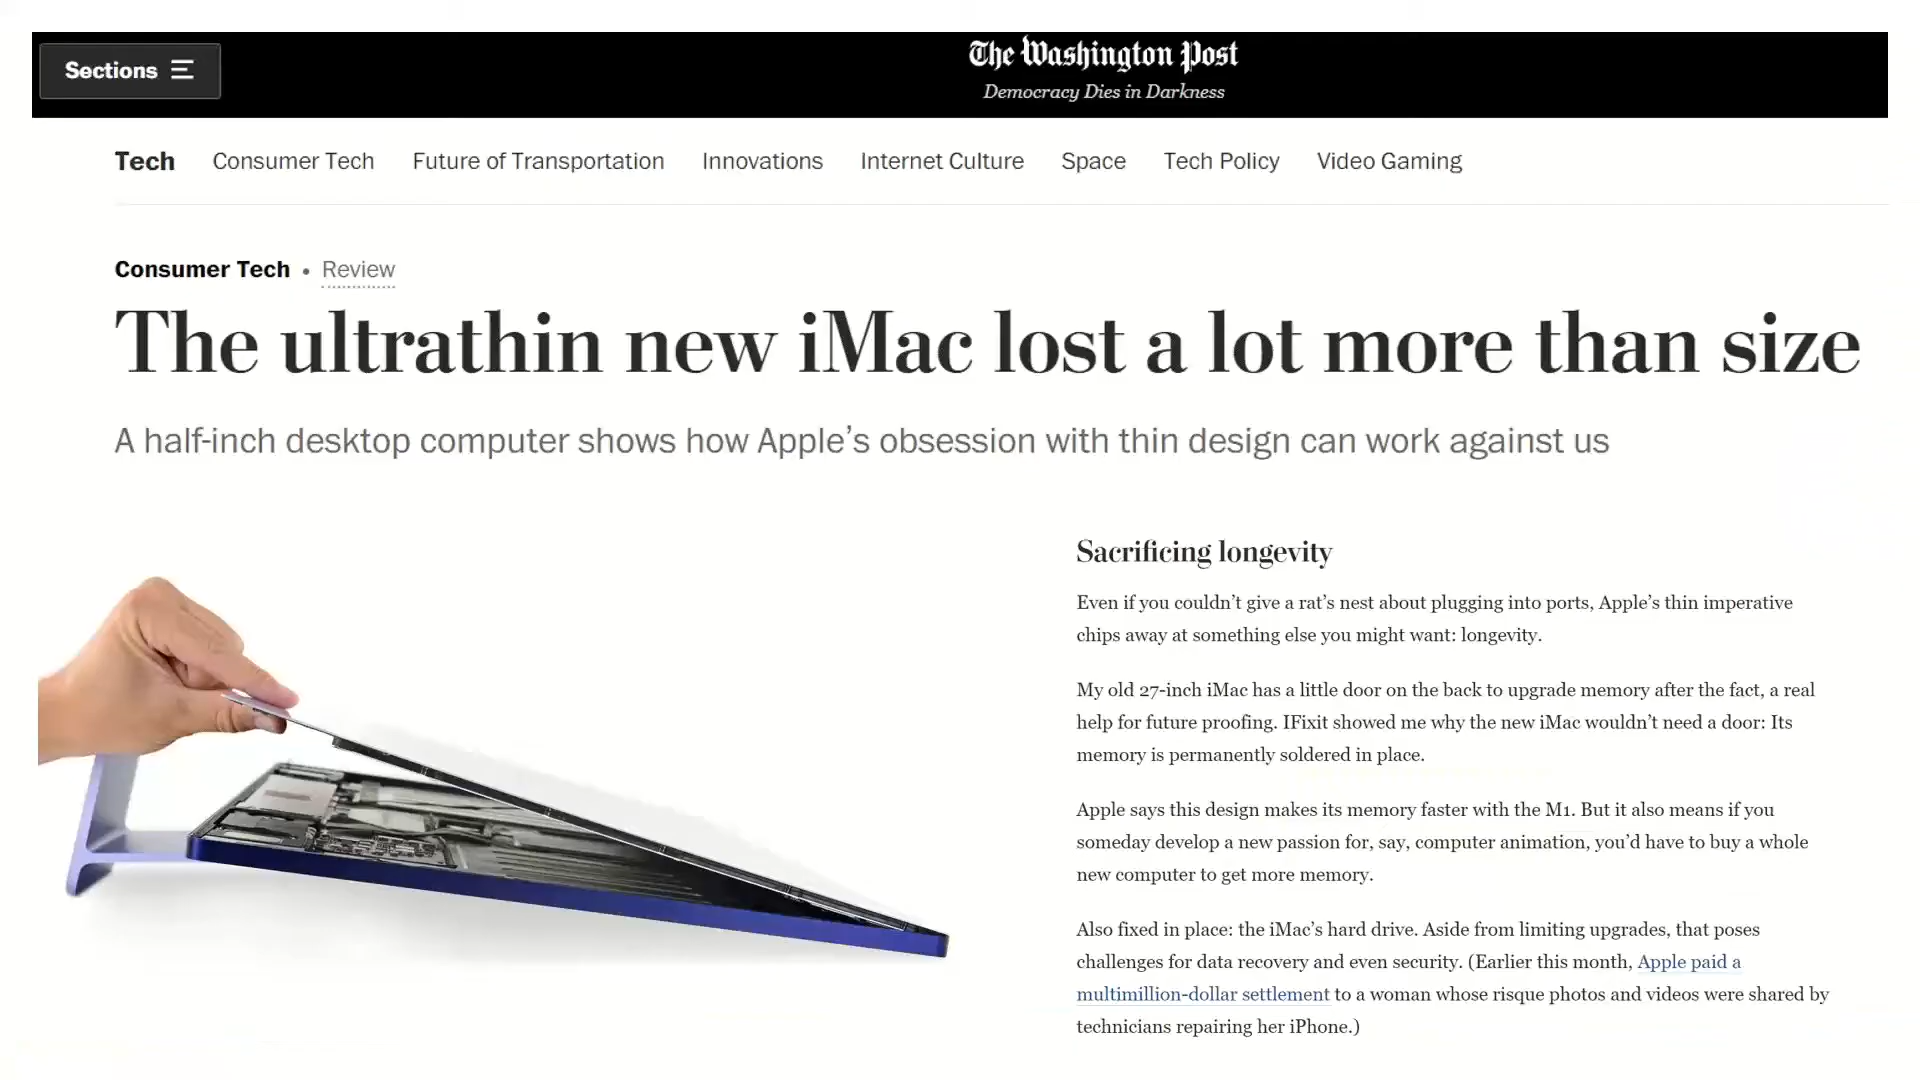 Sections
The Washington Post
Democracy Dies in Darkness
Tech Consumer Tech Future of Transportation Innovations Internet Culture Space Tech Policy Video Gaming
Consumer Tech • Review
The ultrathin new iMac lost a lot more than size
A half-inch desktop computer shows how Apple’s obsession with thin design can work against us
Sacrificing longevity
Even if you couldn’t give a rat’s nest about plugging into ports, Apple’s thin imperative
chips away at something else you might want: longevity.
My old 27-inch iMac has a little door on the back to upgrade memory after the fact, a real
help for future proofing. IFixit showed me why the new iMac wouldn’t need a door: Its
memory is permanently soldered in place.
Apple says this design makes its memory faster with the M1. But it also means if you
someday develop a new passion for, say, computer animation, you’d have to buy a whole
new computer to get more memory.
Also fixed in place: the iMac’s hard drive. Aside from limiting upgrades, that poses
challenges for data recovery and even security. (Earlier this month, Apple paid a
multimillion-dollar settlement to a woman whose risque photos and videos were shared by
technicians repairing her iPhone.)